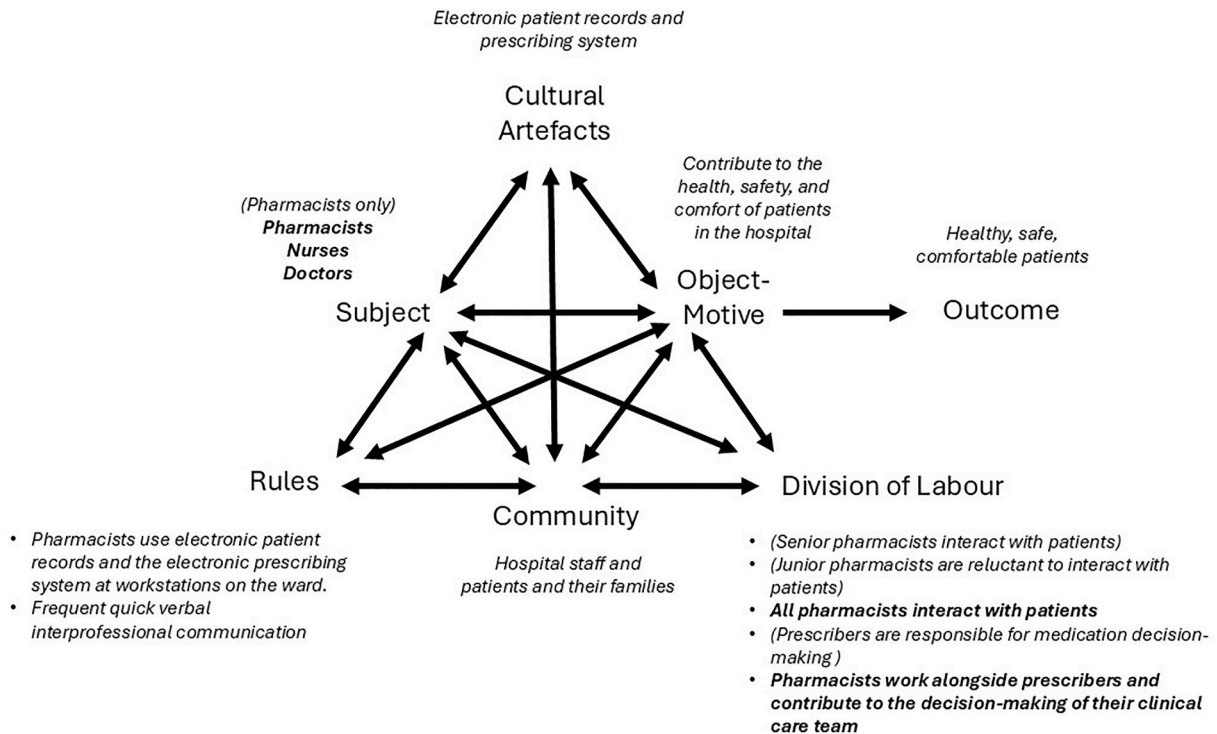 Electronic patient records and
prescribing system
Cultural
Artefacts
Contribute to the
health, safety, and
comfort of patients
in the hospital
(Pharmacists only)
Pharmacists
Nurses
Doctors
Healthy, safe,
comfortable patients
Subject
Object-
Motive
Outcome
Rules
Community
Division of Labour
• Pharmacists use electronic patient
records and the electronic prescribing
system at workstations on the ward.
• Frequent quick verbal
interprofessional communication
Hospital staff and
patients and their families
• (Senior pharmacists interact with patients)
• (Junior pharmacists are reluctant to interact with
patients)
• All pharmacists interact with patients
• (Prescribers are responsible for medication decision-
making )
• Pharmacists work alongside prescribers and
contribute to the decision-making of their clinical
care team